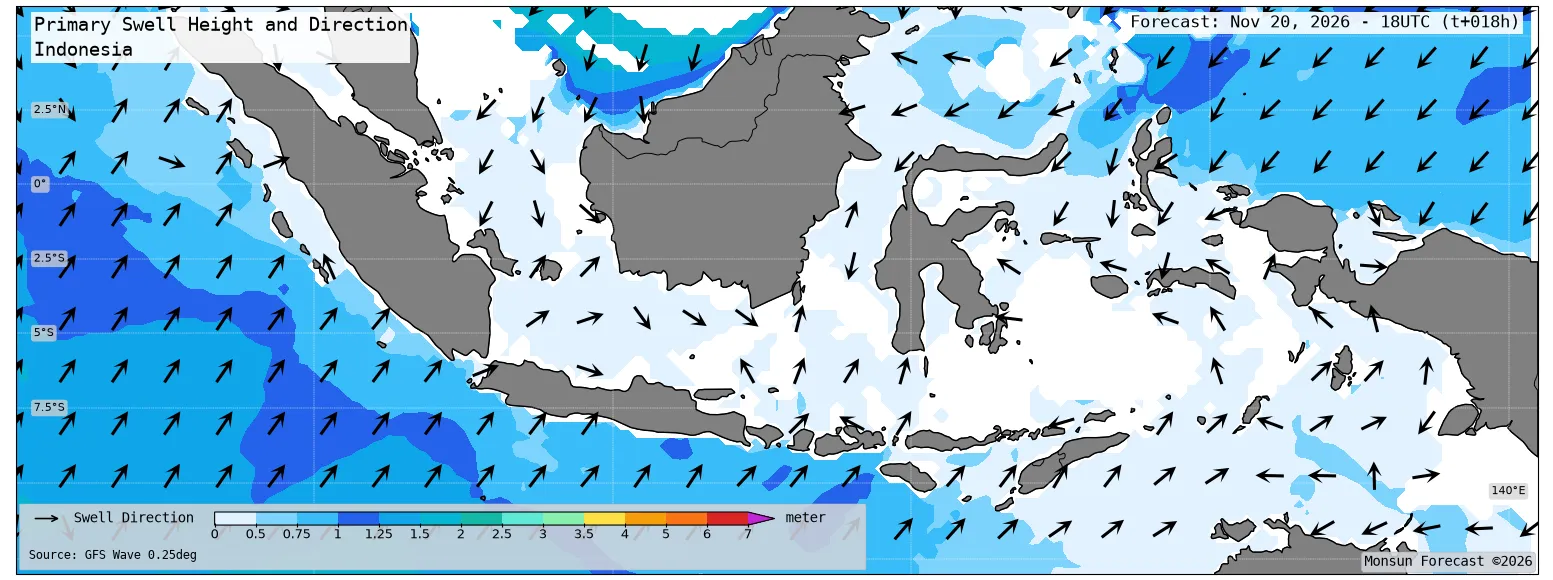 Primary Swell Height and Direction
Indonesia
Forecast: Nov 20, 2026 - 18UTC (t+018h)
2.5°N
0°
2.5°S
5°S
7.5°S
140°E
Swell Direction
0 0.5 0.75 1 1.25 1.5 2 2.5 3 3.5 4 5 6 7
meter
Source: GFS Wave 0.25deg
Monsun Forecast ©2026